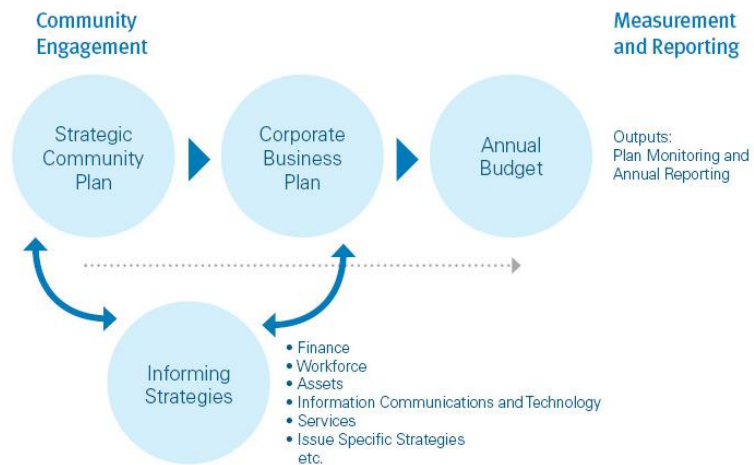 Community
Engagement
Measurement
and Reporting
Strategic
Community
Plan
Corporate
Business
Plan
Annual
Budget
Outputs:
Plan Monitoring and
Annual Reporting
Informing
Strategies
• Finance
• Workforce
• Assets
• Information Communications and Technology
• Services
• Issue Specific Strategies
etc.